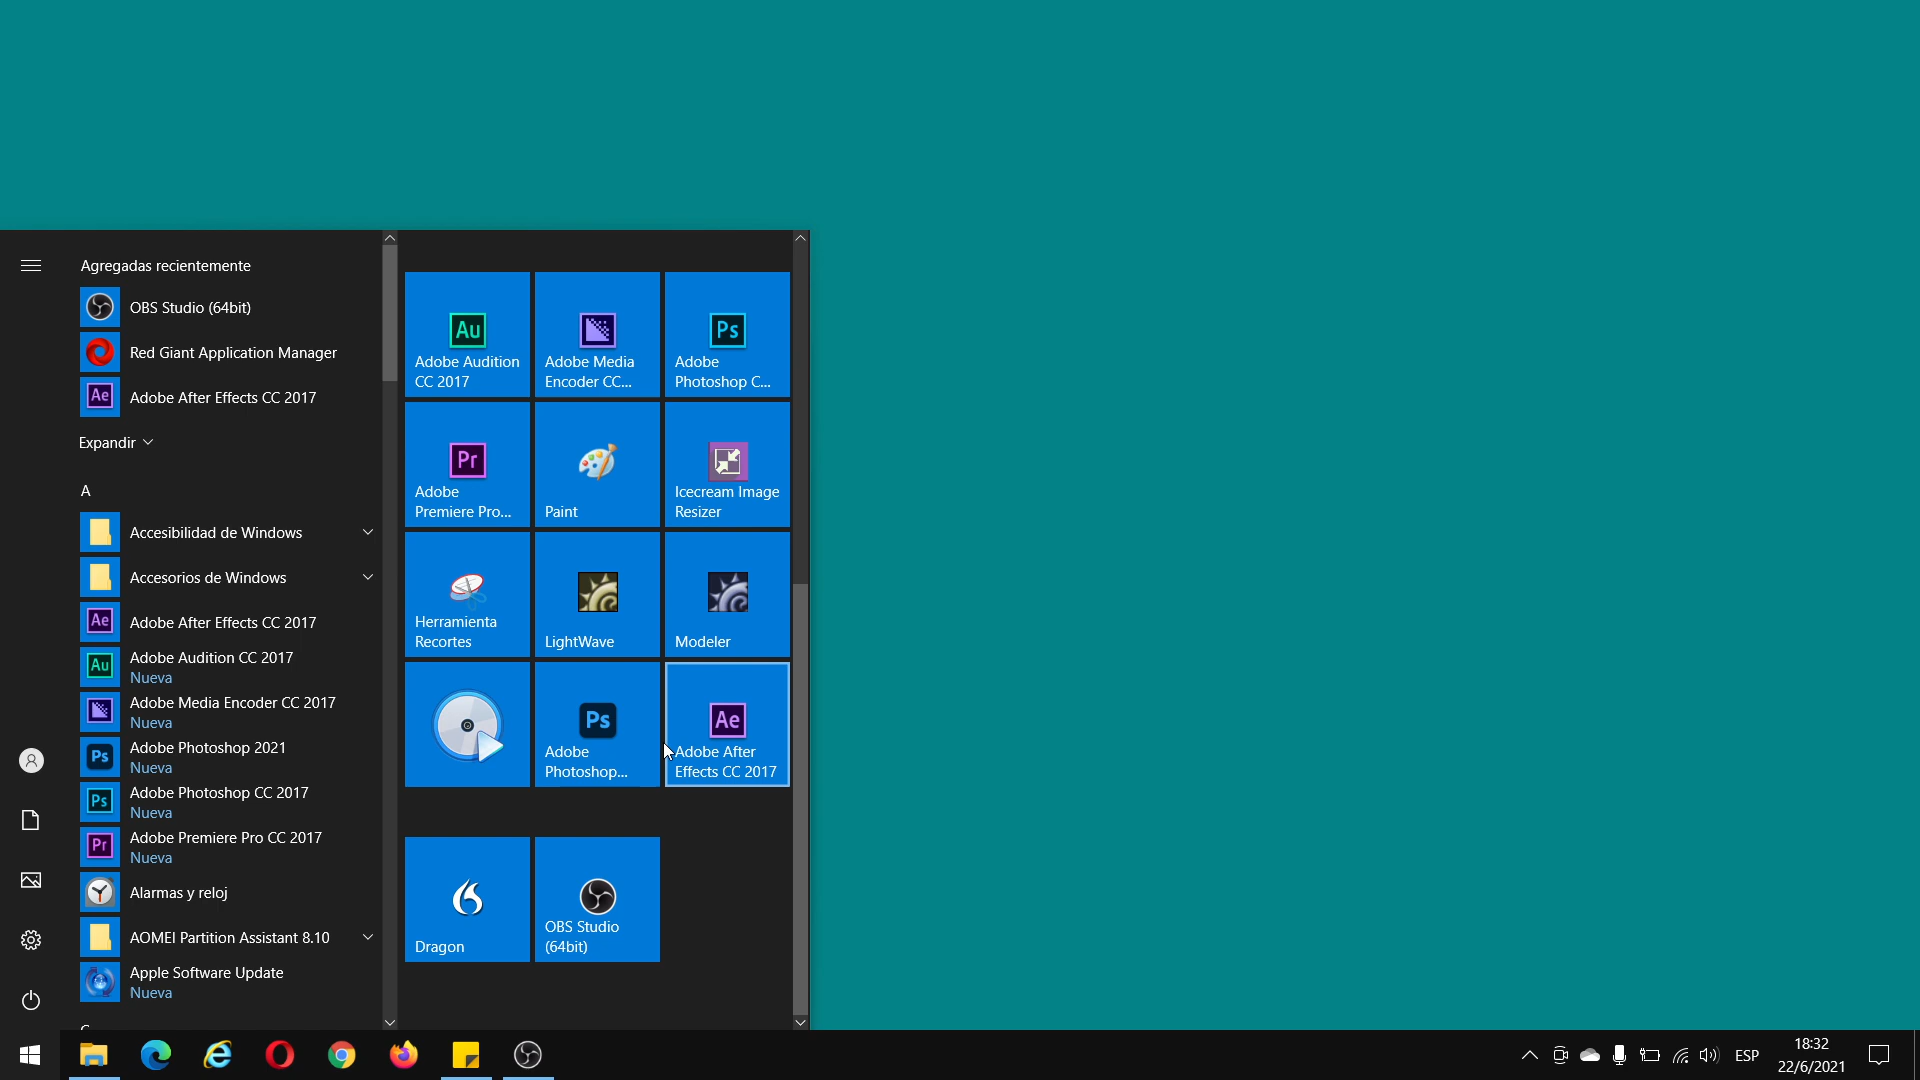 Agregadas recientemente
OBS Studio (64bit)
Red Giant Application Manager
Ae
Adobe After Effects CC 2017
Expandir
A
Accesibilidad de Windows
Accesorios de Windows
Ae
Adobe After Effects CC 2017
Au
Adobe Audition CC 2017
Nueva
Adobe Media Encoder CC 2017
Nueva
Ps
Adobe Photoshop 2021
Nueva
Ps
Adobe Photoshop CC 2017
Nueva
Pr
Adobe Premiere Pro CC 2017
Nueva
Alarmas y reloj
AOMEI Partition Assistant 8.10
Apple Software Update
Nueva
Au
Adobe Audition
CC 2017
Adobe Media
Encoder CC...
Ps
Adobe
Photoshop C...
Pr
Adobe
Premiere Pro...
Paint
Icecream Image
Resizer
Herramienta
Recortes
LightWave
Modeler
Ps
Adobe
Photoshop...
Ae
Adobe After
Effects CC 2017
Dragon
OBS Studio
(64bit)
ESP
18:32
22/6/2021